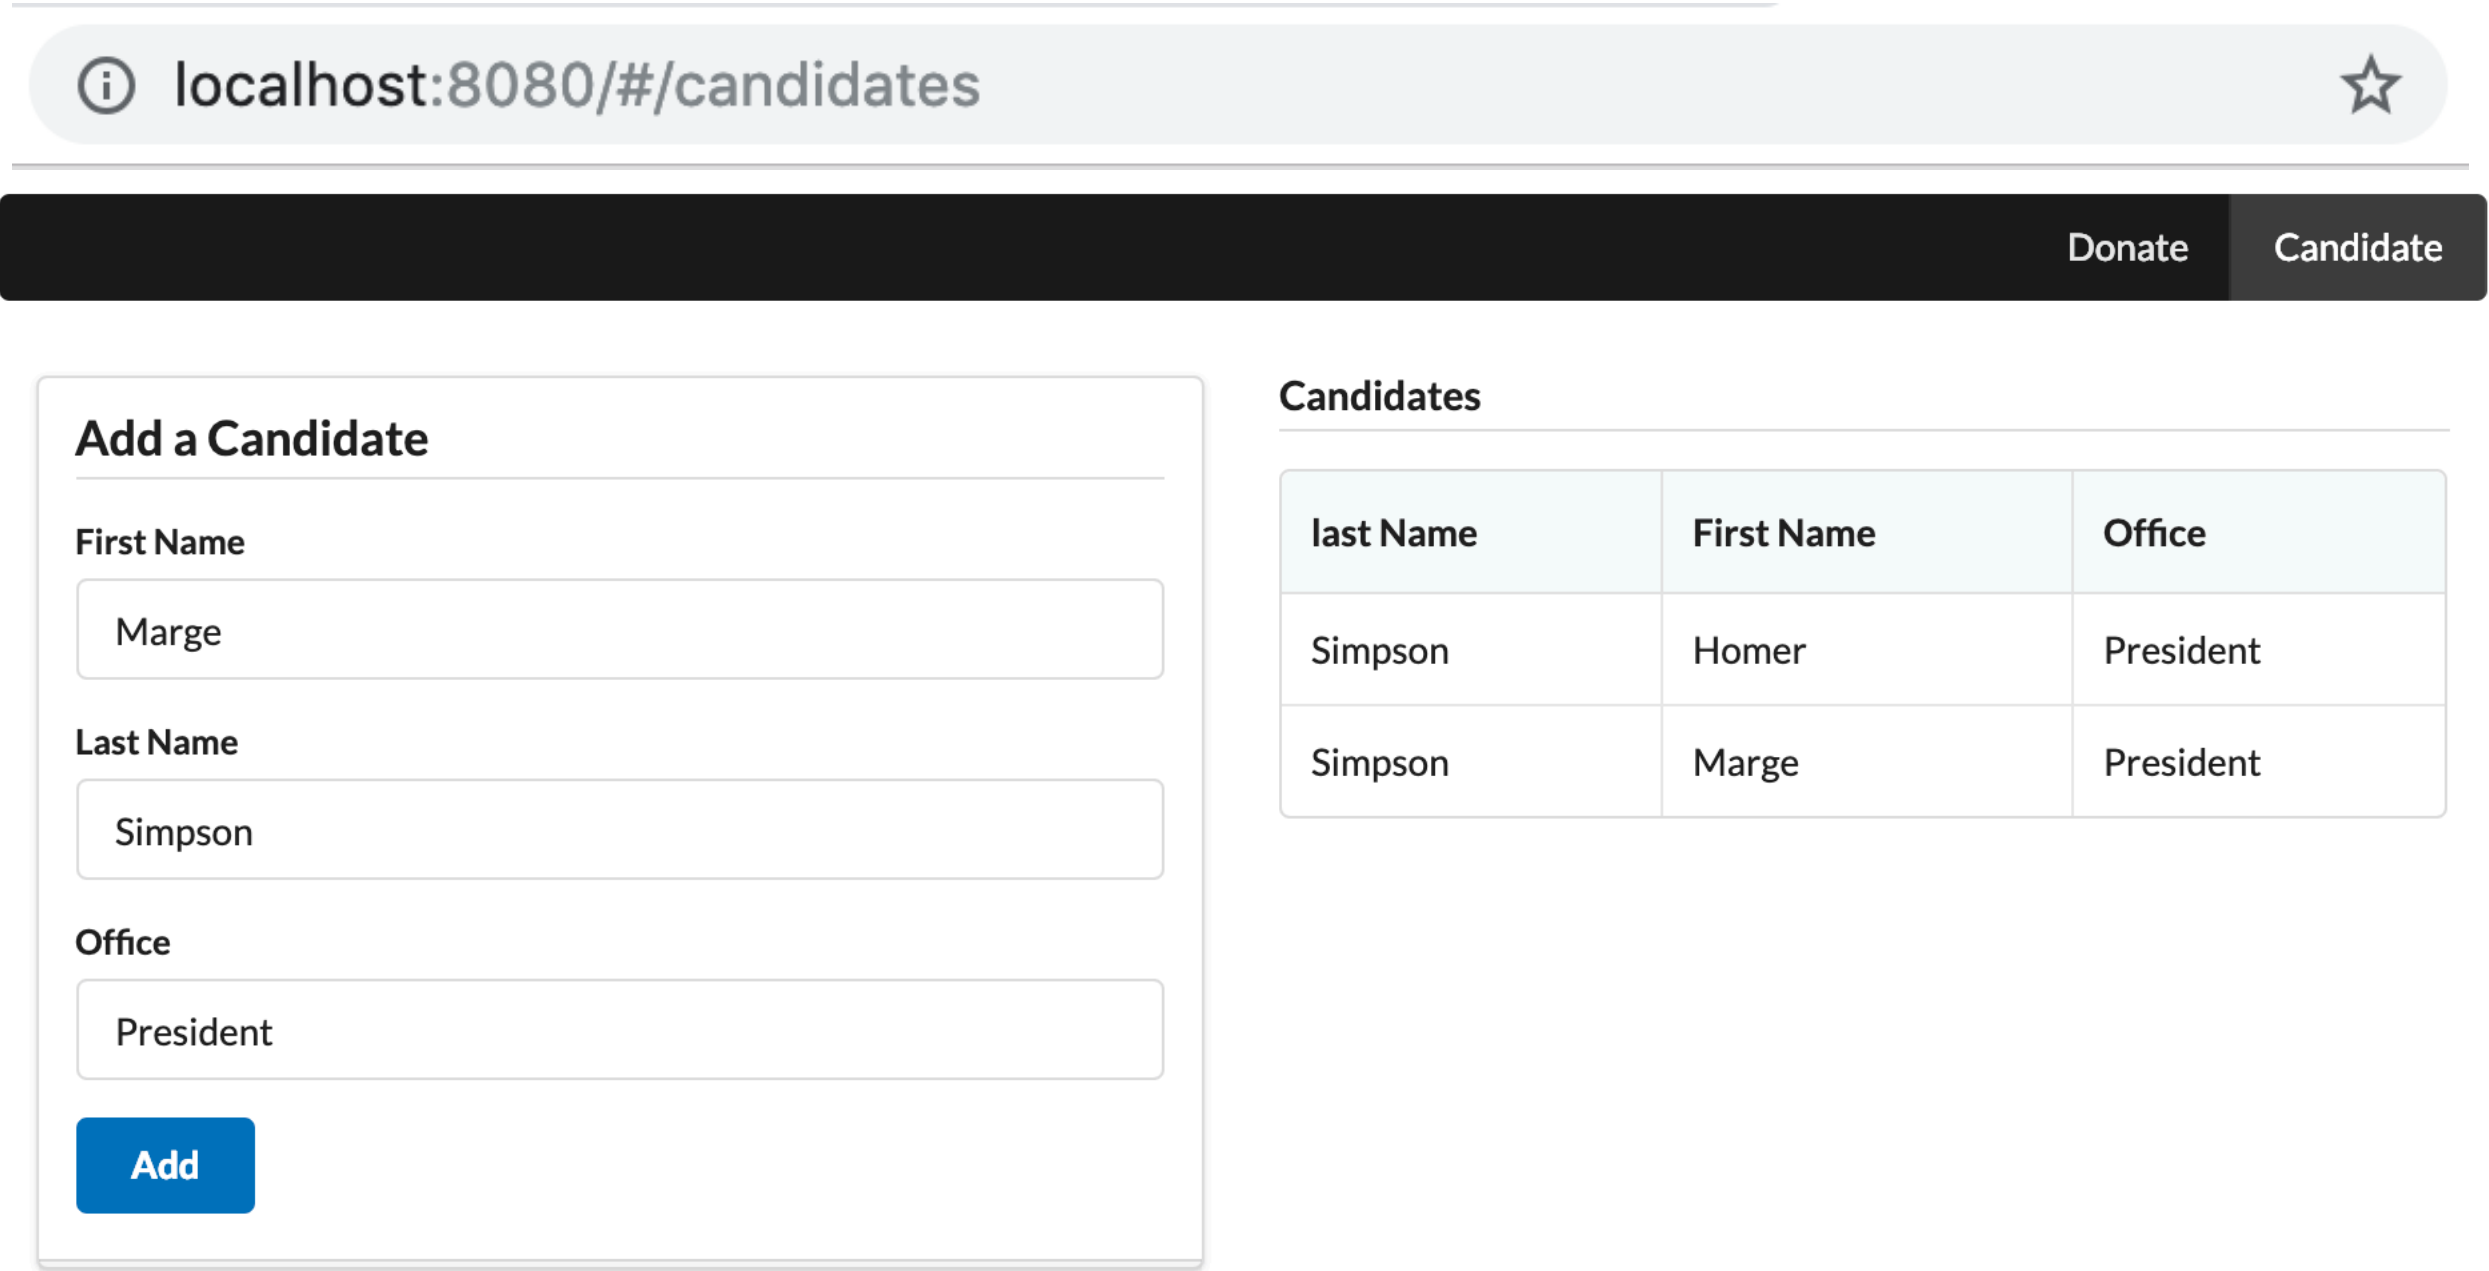 localhost:8080/#/candidates
Donate Candidate
Add a Candidate
First Name
Marge
Last Name
Simpson
Office
President
Add
Candidates
last Name First Name Office
Simpson Homer President
Simpson Marge President